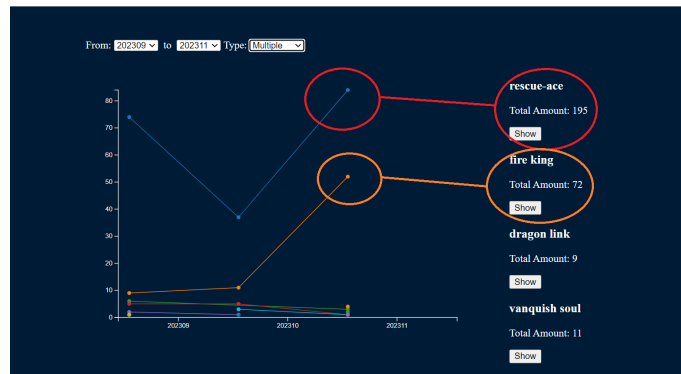 From: 202309 to 202311 Type: Multiple
rescue-ace
Total Amount: 195
Show
fire king
Total Amount: 72
Show
dragon link
Total Amount: 9
Show
vanquish soul
Total Amount: 11
Show
80
70
60
50
40
30
20
10
0
202309 202310 202311